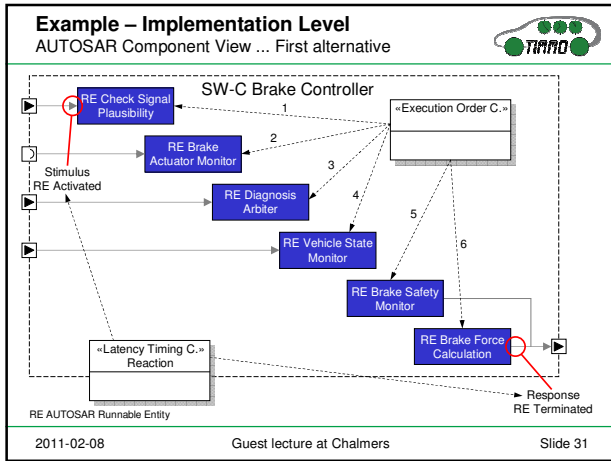 Example – Implementation Level
AUTOSAR Component View ... First alternative
TIMMO
SW-C Brake Controller
RE Check Signal
Plausibility
1
«Execution Order C.»
2
RE Brake
Actuator Monitor
3
Stimulus
RE Activated
RE Diagnosis
Arbiter
4
5
6
RE Vehicle State
Monitor
RE Brake Safety
Monitor
RE Brake Force
Calculation
«Latency Timing C.»
Reaction
Response
RE Terminated
RE AUTOSAR Runnable Entity
2011-02-08
Guest lecture at Chalmers
Slide 31